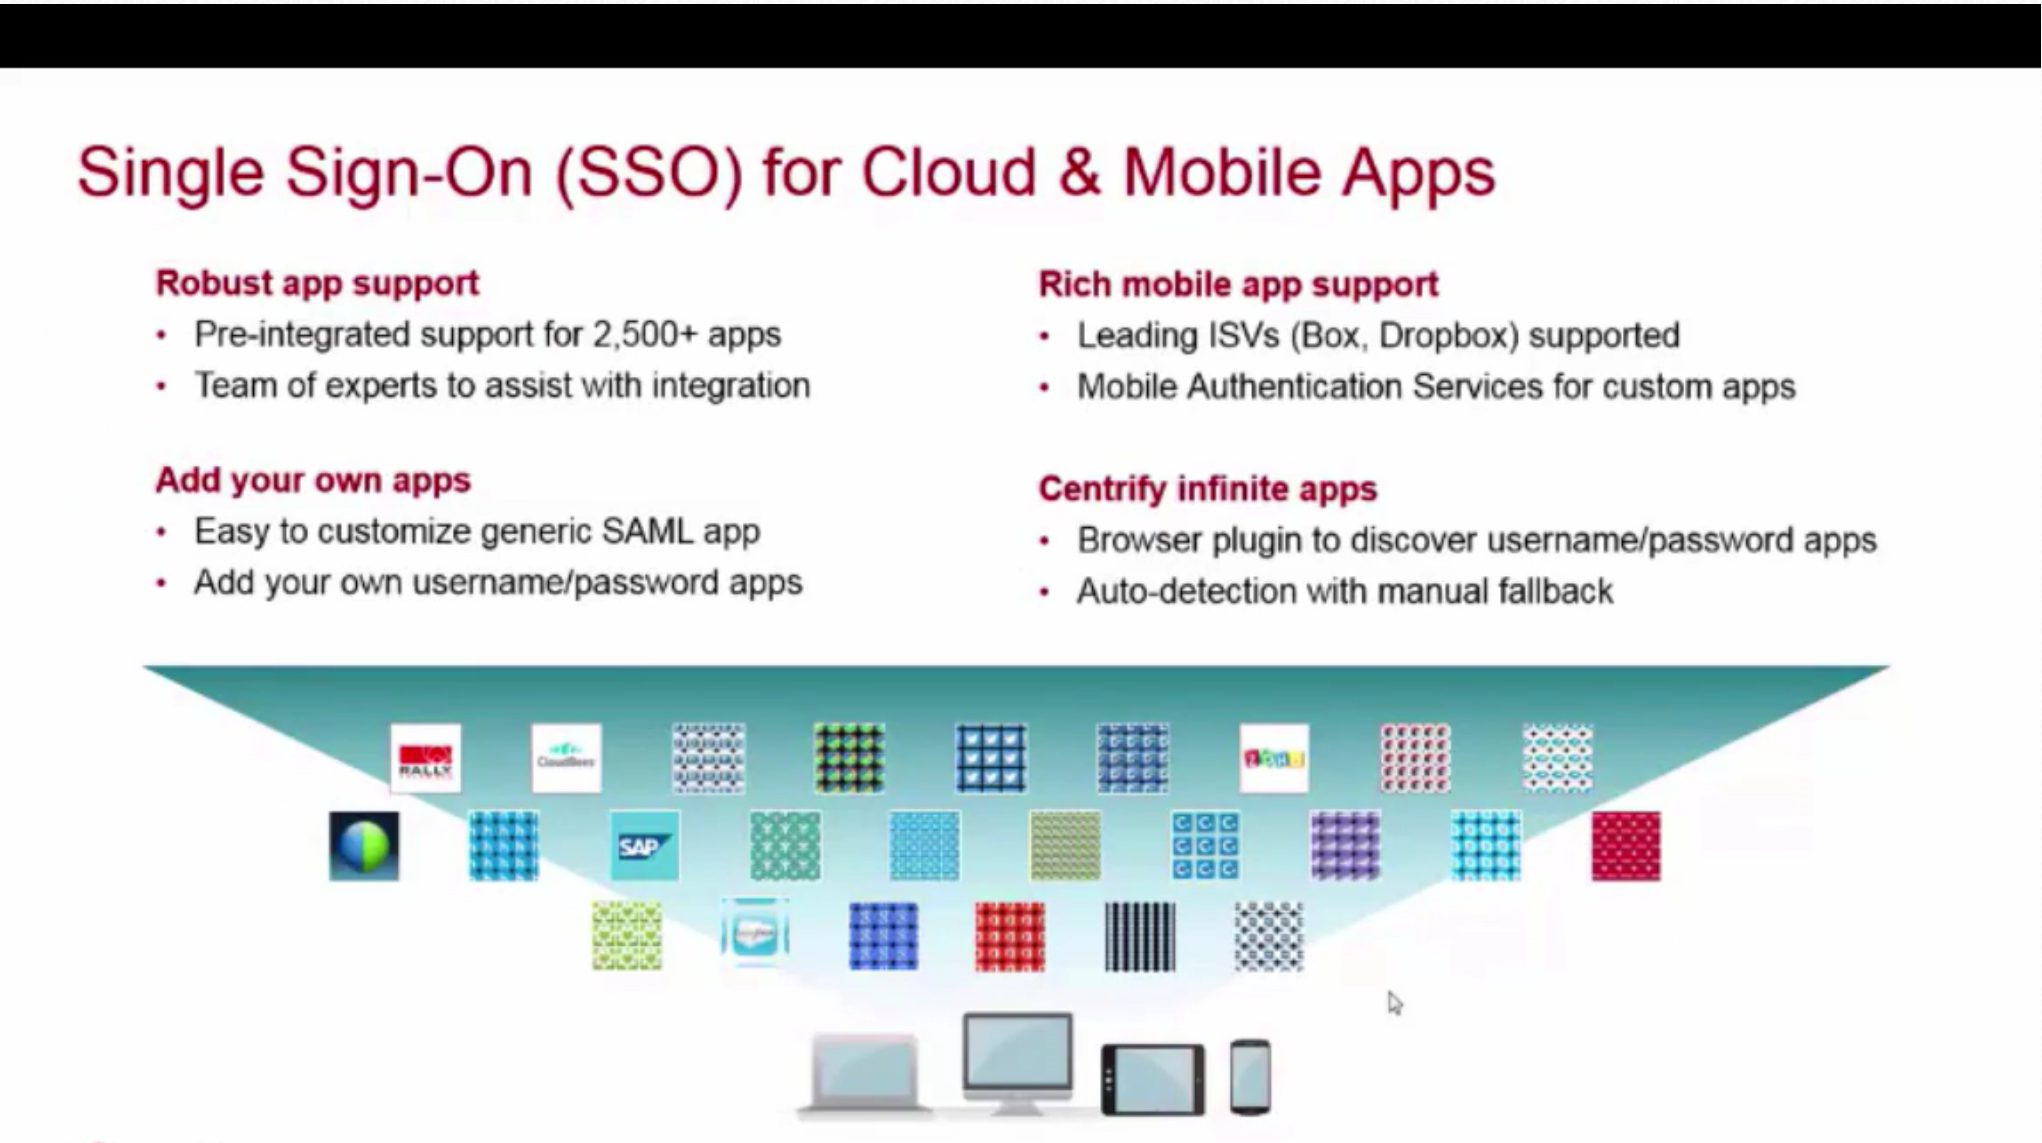 Single Sign-On (SSO) for Cloud & Mobile Apps
Robust app support
• Pre-integrated support for 2,500+ apps
• Team of experts to assist with integration
Add your own apps
• Easy to customize generic SAML app
• Add your own username/password apps
Rich mobile app support
• Leading ISVs (Box, Dropbox) supported
• Mobile Authentication Services for custom apps
Centrify infinite apps
• Browser plugin to discover username/password apps
• Auto-detection with manual fallback
RALLY
CloudBees
ZOHO
SAP